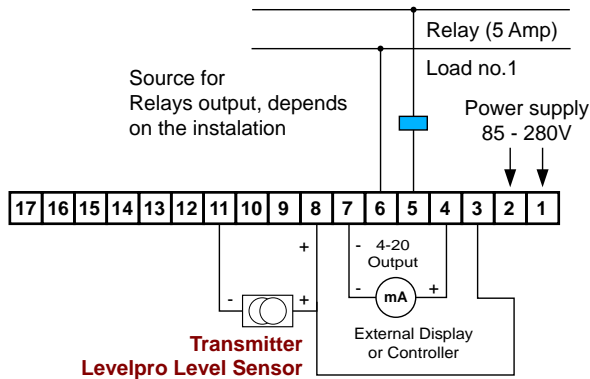 Relay (5 Amp)
Load no.1
Source for
Relays output, depends
on the instalation
Power supply
85 - 280V
17 16 15 14 13 12 11 10 9 8 7 6 5 4 3 2 1
+ - 4-20
Output
- + - mA +
External Display
or Controller
Transmitter
Levelpro Level Sensor